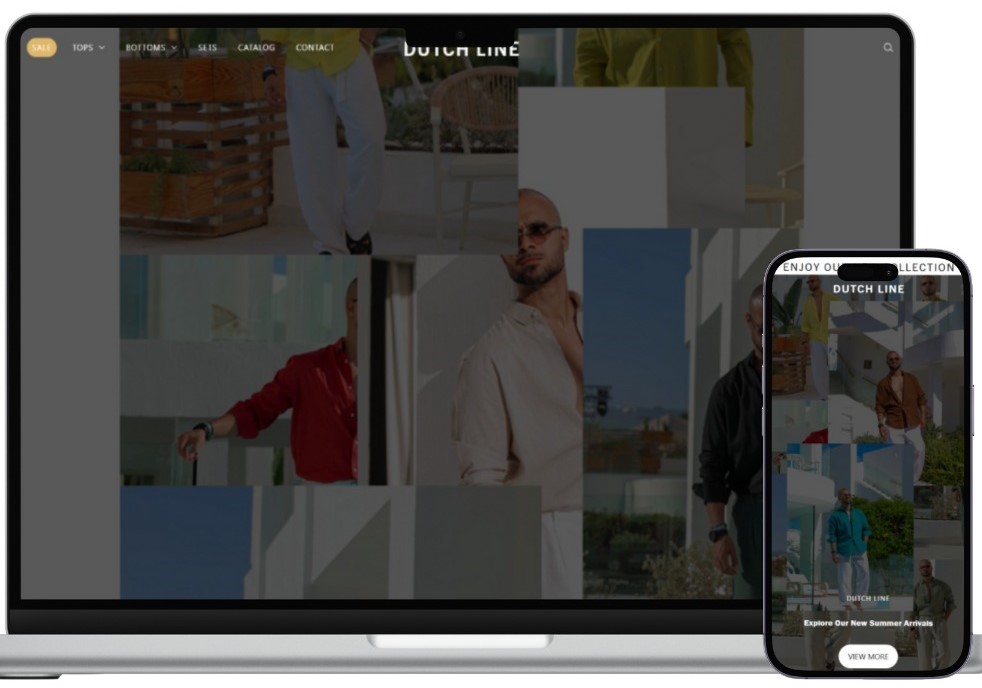 SALE TOPS BOTTOMS SETS CATALOG CONTACT
DUTCH LINE
ENJOY OU LLECTION
DUTCH LINE
DUTCH LINE
Explore Our New Summer Arrivals
VIEW MORE